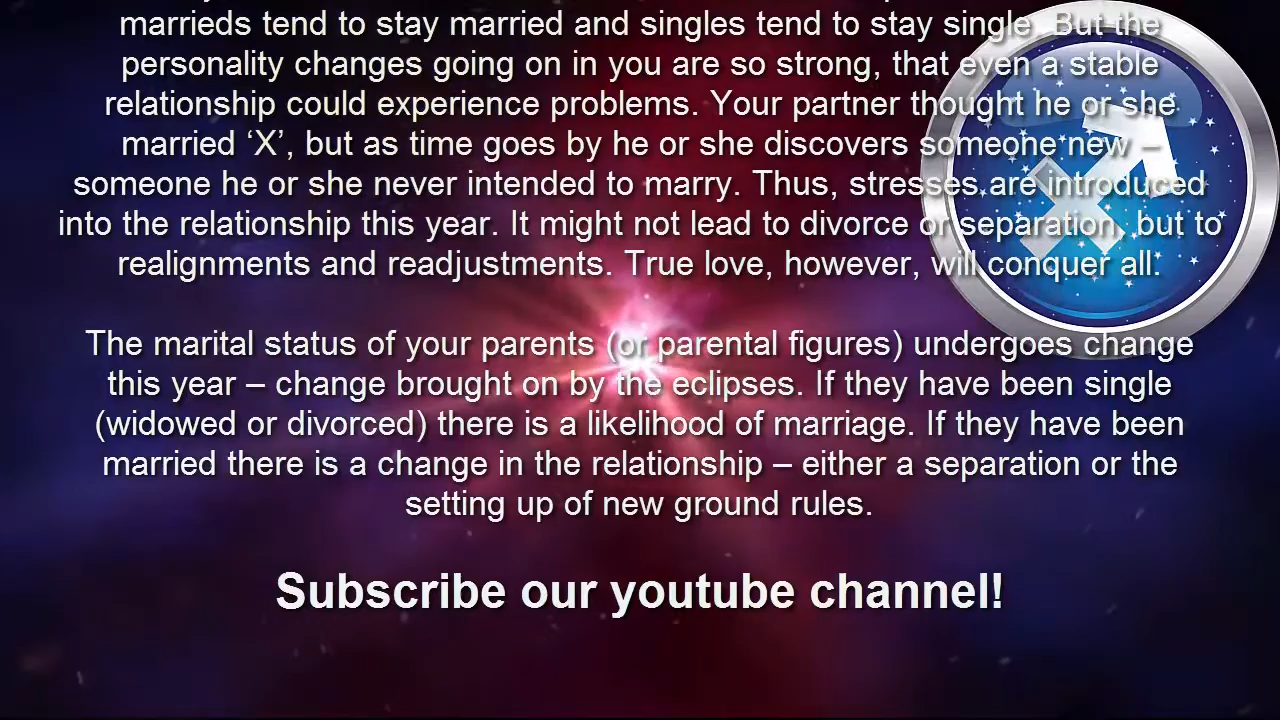 marrieds tend to stay married and singles tend to stay single. But the
personality changes going on in you are so strong, that even a stable
relationship could experience problems. Your partner thought he or she
married ‘X’, but as time goes by he or she discovers someone new –
someone he or she never intended to marry. Thus, stresses are introduced
into the relationship this year. It might not lead to divorce or separation, but to
realignments and readjustments. True love, however, will conquer all.
The marital status of your parents (or parental figures) undergoes change
this year – change brought on by the eclipses. If they have been single
(widowed or divorced) there is a likelihood of marriage. If they have been
married there is a change in the relationship – either a separation or the
setting up of new ground rules.
Subscribe our youtube channel!